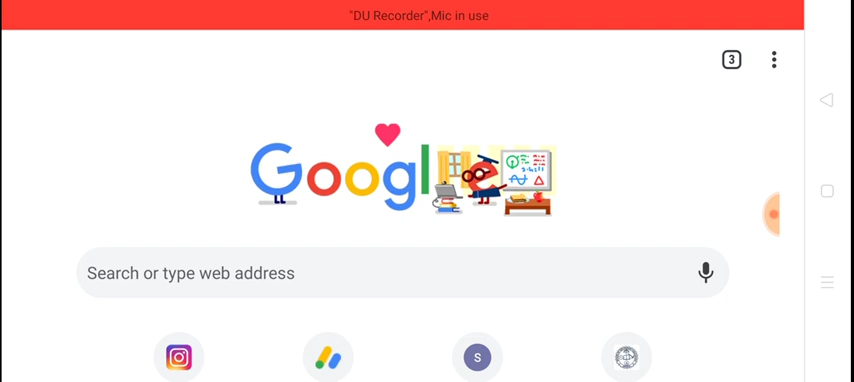 "DU Recorder",Mic in use
3
Google
Search or type web address
S